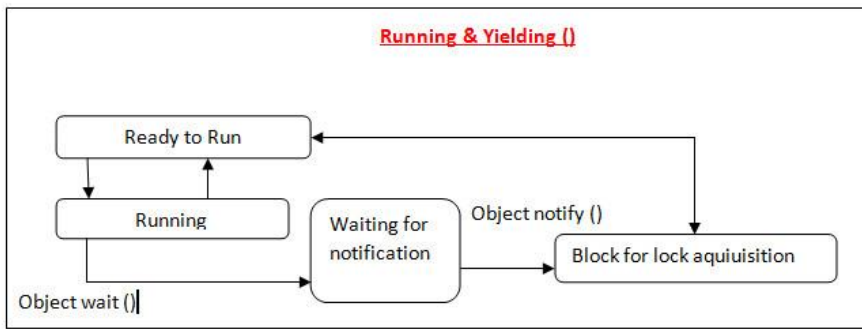 Running & Yielding ()
Ready to Run
Running
Waiting for
notification
Object notify ()
Block for lock aquiuisition
Object wait ()